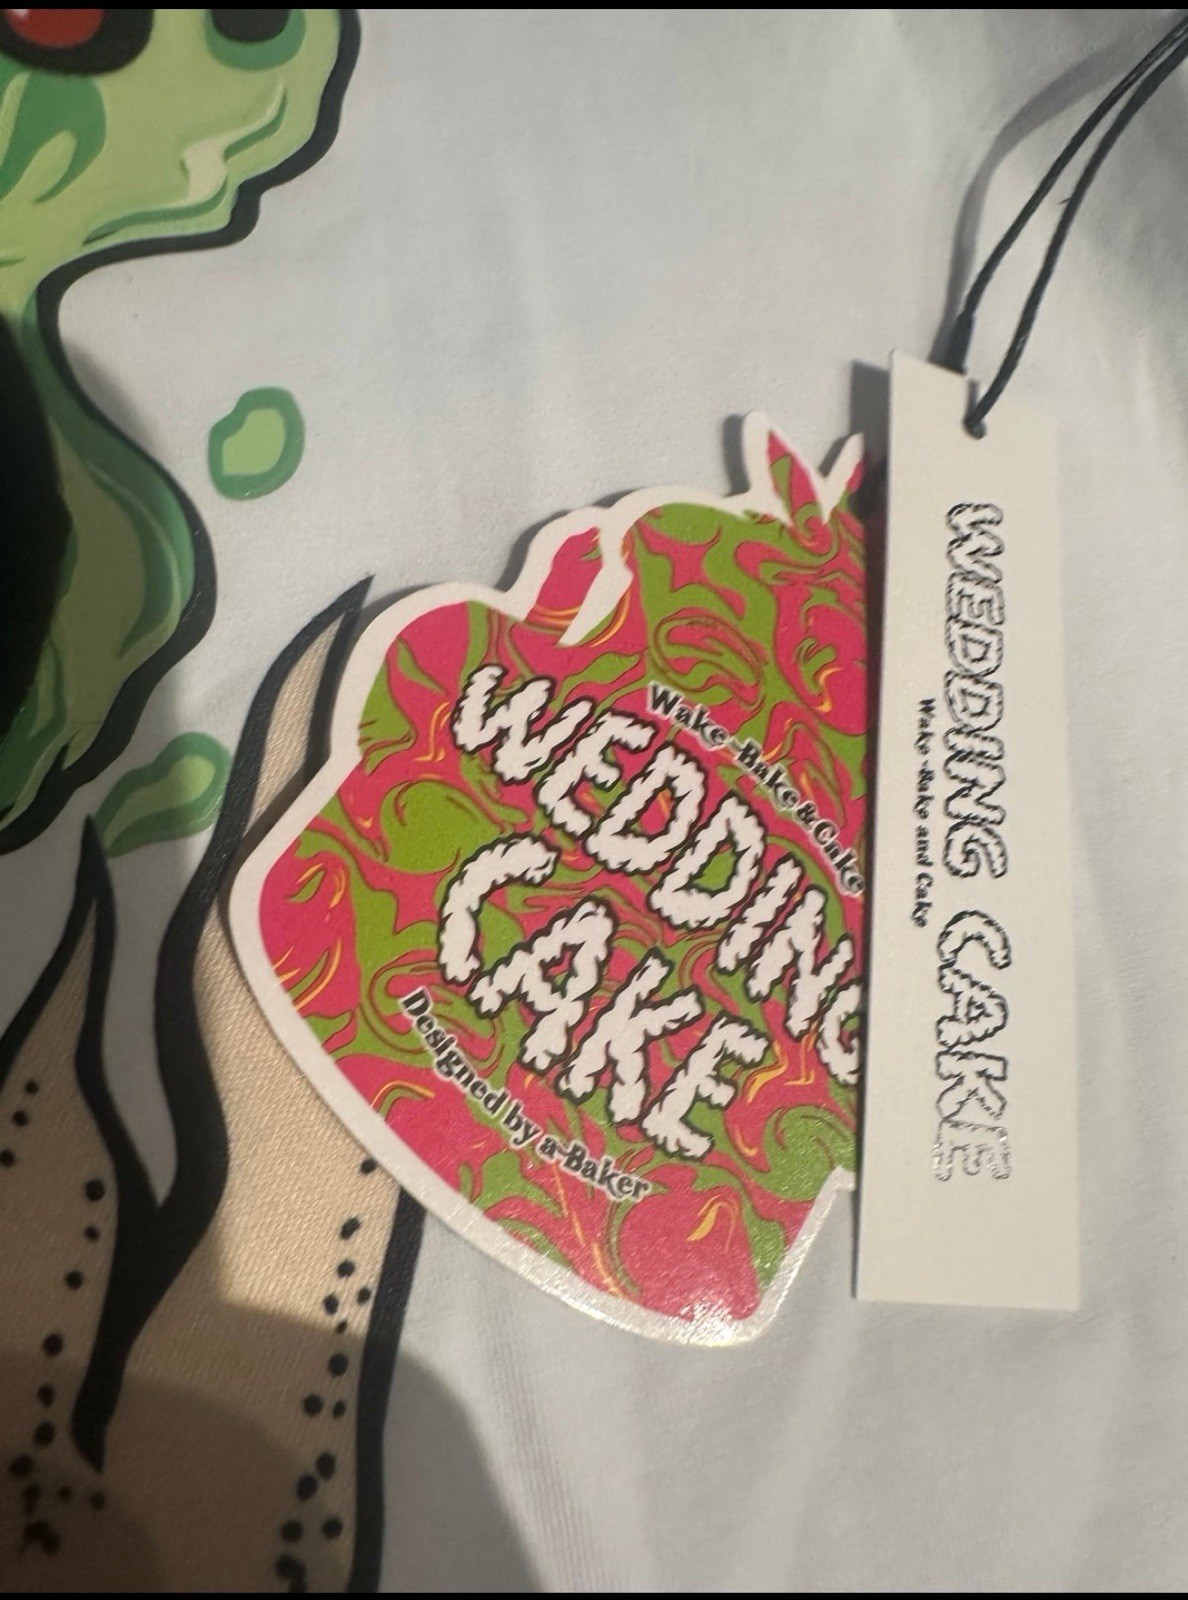 Wake-Bake & Cake
WEDDING
CAKE
Designed by a-Baker
WEDDING CAKE
Wake-Bake and Cake